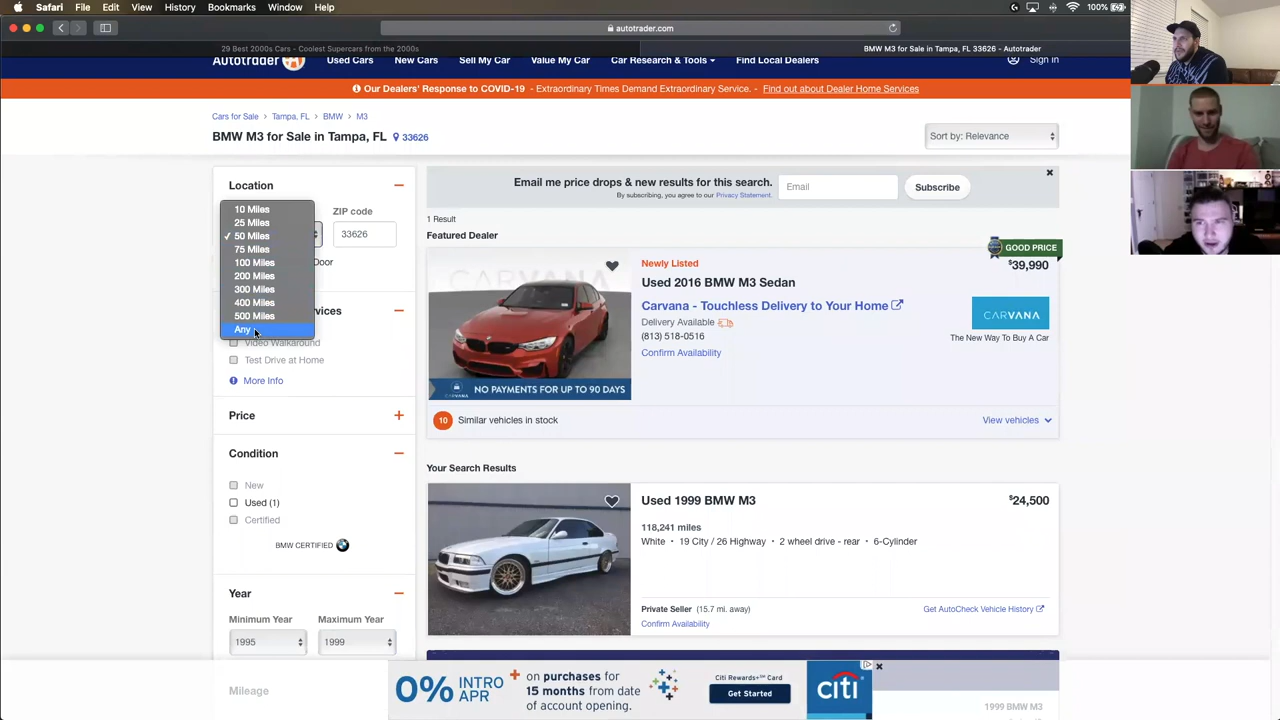 Safari File Edit View History Bookmarks Window Help 100%
autotrader.com
29 Best 2000s Cars - Coolest Supercars from the 2000s
BMW M3 for Sale in Tampa, FL 33626 - Autotrader
Autotrader Used Cars New Cars Sell My Car Value My Car Car Research & Tools Find Local Dealers Sign In
Our Dealers' Response to COVID-19 - Extraordinary Times Demand Extraordinary Service. - Find out about Dealer Home Services
Cars for Sale > Tampa, FL > BMW > M3
BMW M3 for Sale in Tampa, FL 33626
Sort by: Relevance
Location
ZIP code
33626
10 Miles
25 Miles
✓ 50 Miles
75 Miles
100 Miles
200 Miles
300 Miles
400 Miles
500 Miles
Any
Door
Video Walkaround
Test Drive at Home
More Info
Price
Condition
New
Used (1)
Certified
BMW CERTIFIED
Year
Minimum Year Maximum Year
1995 1999
Mileage
Email me price drops & new results for this search.
By subscribing, you agree to our Privacy Statement.
Email
Subscribe
1 Result
Featured Dealer
GOOD PRICE
Newly Listed
$39,990
Used 2016 BMW M3 Sedan
Carvana - Touchless Delivery to Your Home
Delivery Available
(813) 518-0516
Confirm Availability
CARVANA
The New Way To Buy A Car
CARVANA
NO PAYMENTS FOR UP TO 90 DAYS
10 Similar vehicles in stock
View vehicles
Your Search Results
Used 1999 BMW M3
$24,500
118,241 miles
White · 19 City / 26 Highway · 2 wheel drive - rear · 6-Cylinder
Private Seller (15.7 mi. away)
Get AutoCheck Vehicle History
Confirm Availability
0% INTRO APR
on purchases for
15 months from date
of account opening.
Citi Rewards+℠ Card
Get Started
citi
1999 BMW M3